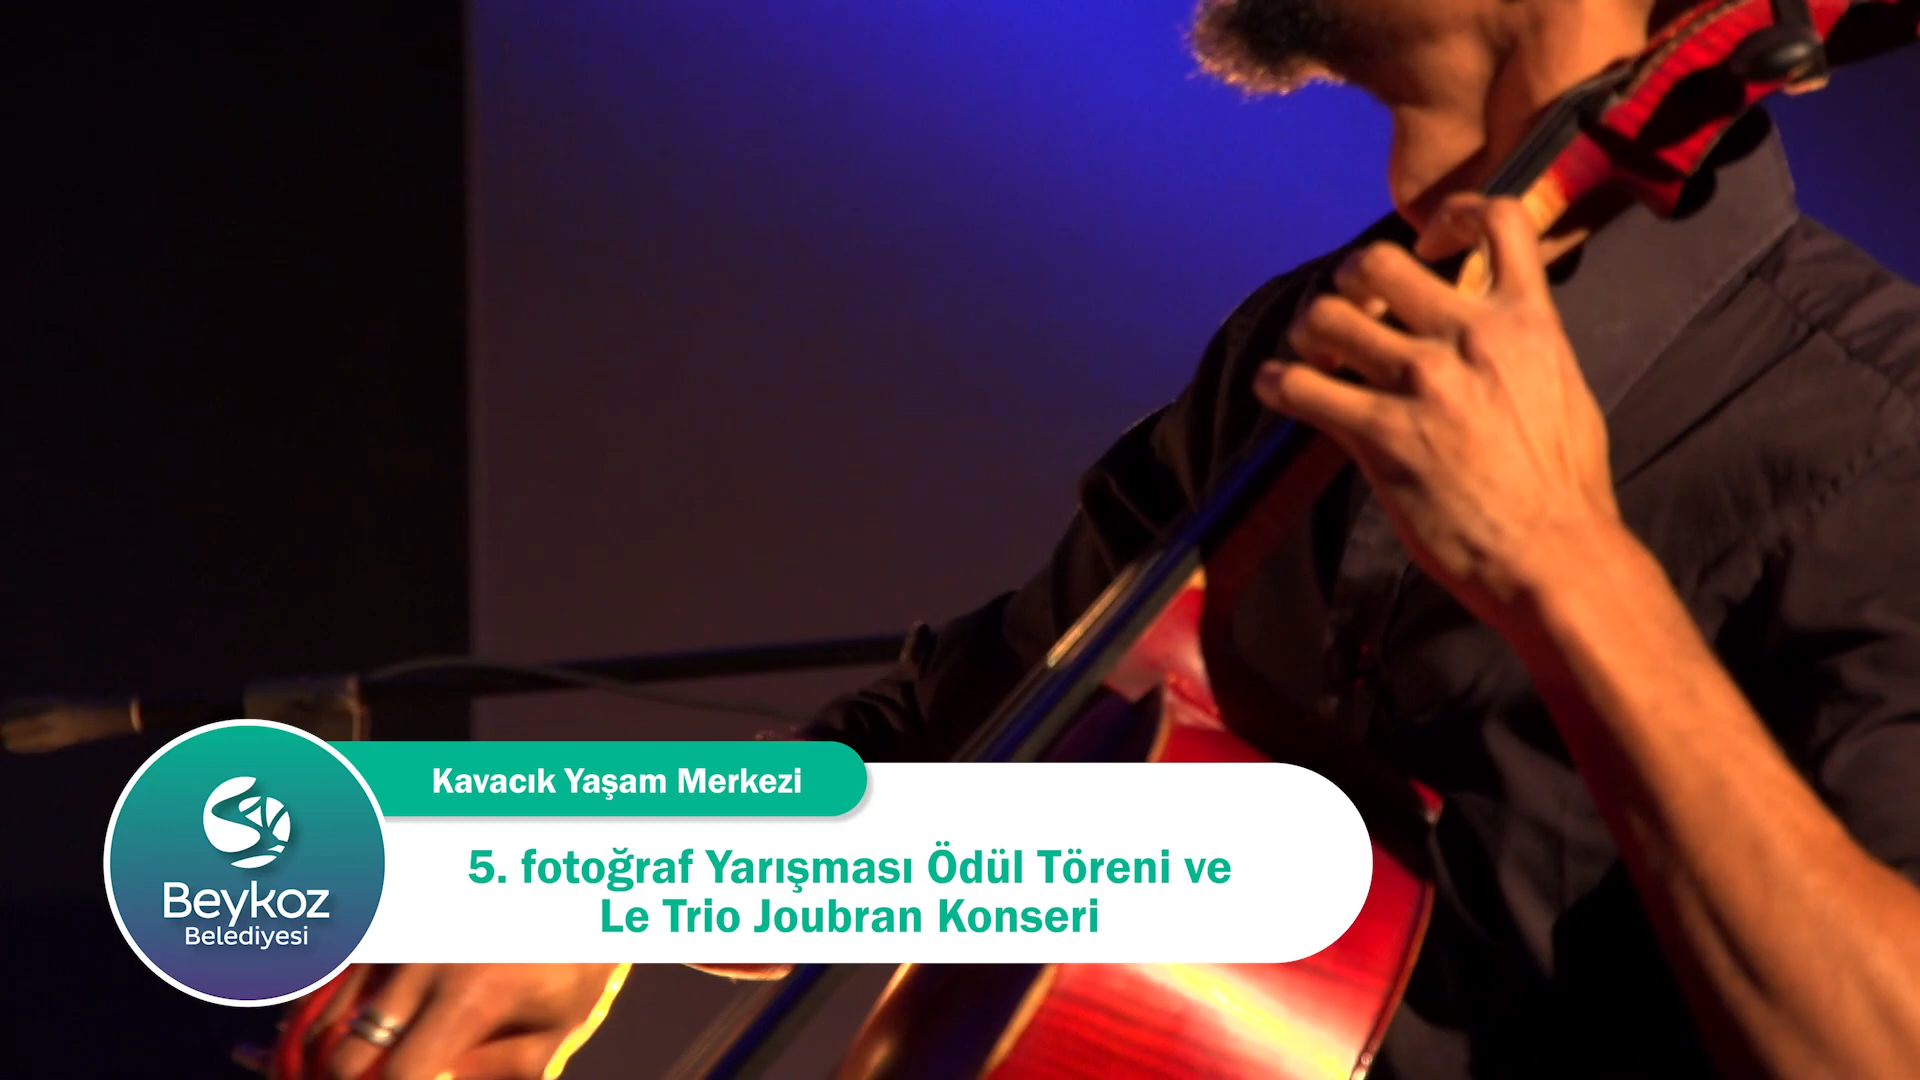 Kavacık Yaşam Merkezi
5. fotoğraf Yarışması Ödül Töreni ve
Le Trio Joubran Konseri
Beykoz
Belediyesi